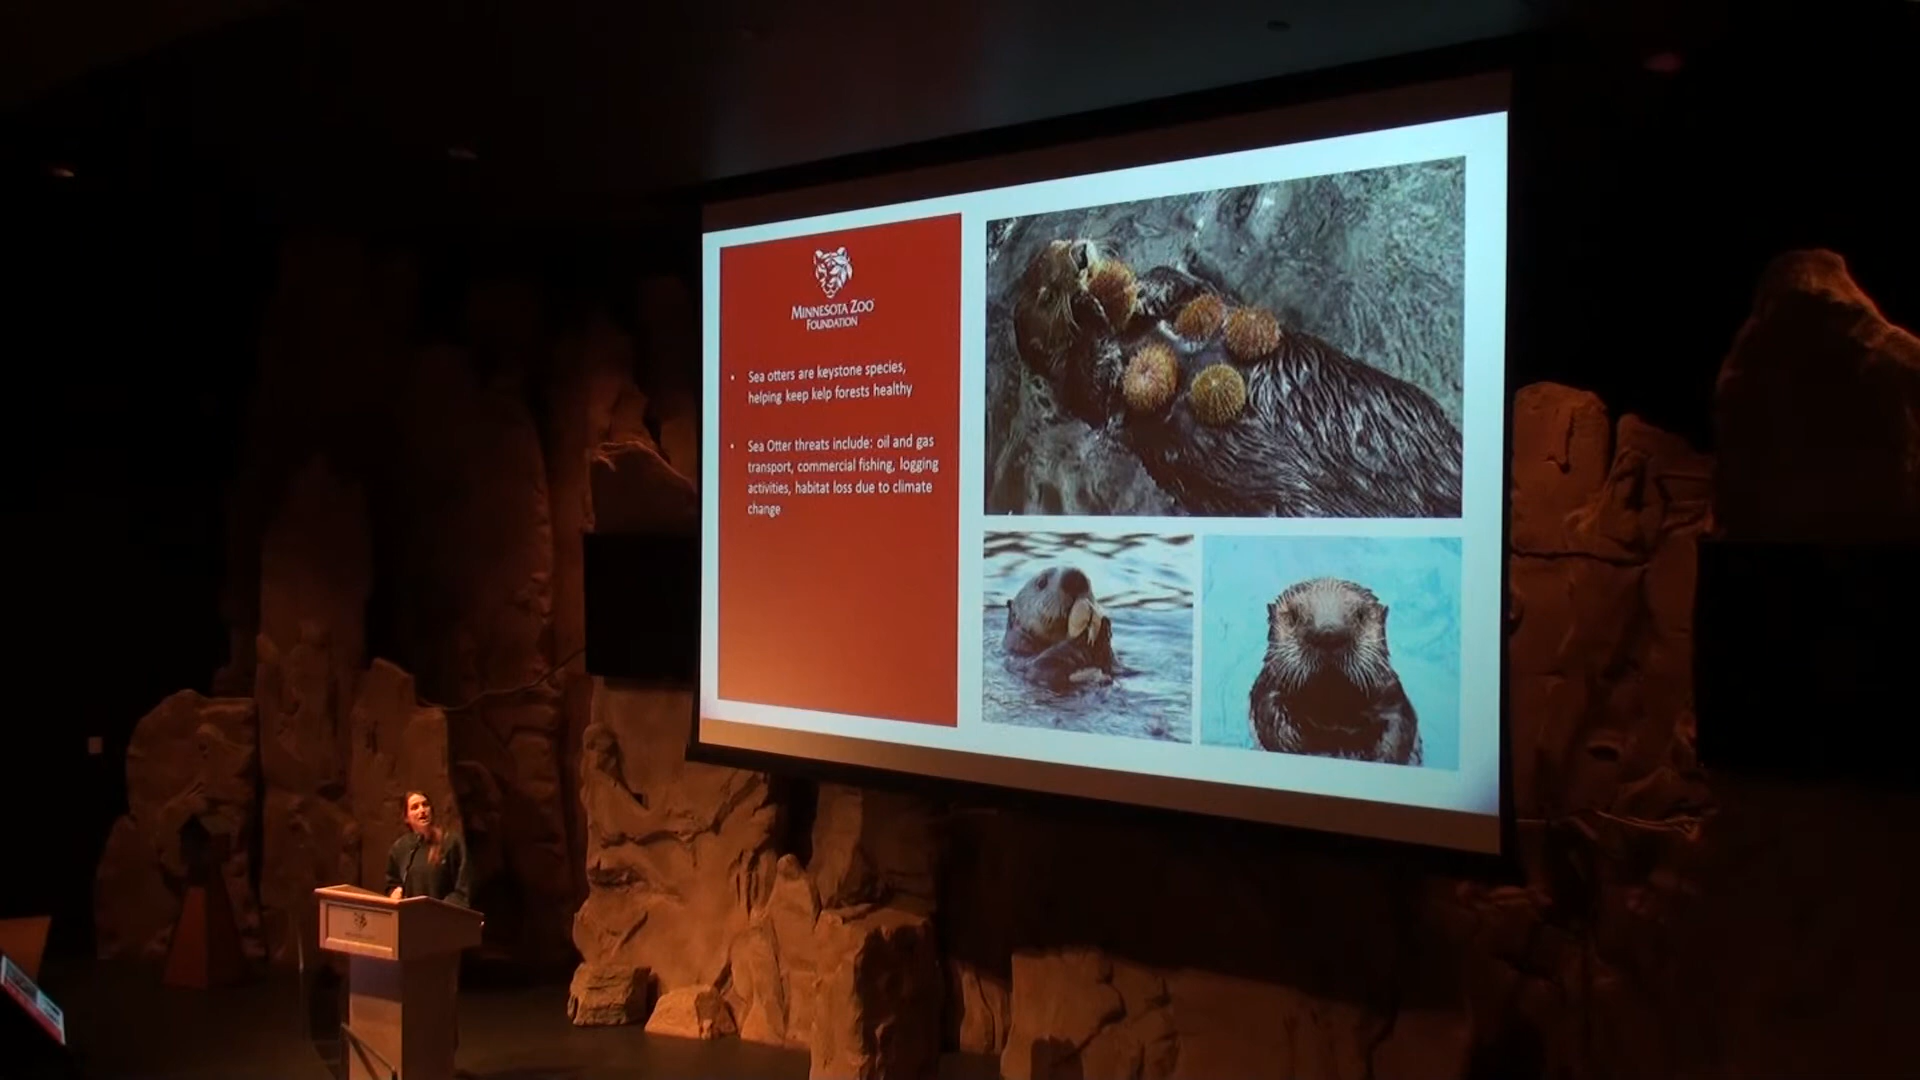 MINNESOTA ZOO
FOUNDATION
• Sea otters are keystone species,
helping keep kelp forests healthy
• Sea Otter threats include: oil and gas
transport, commercial fishing, logging
activities, habitat loss due to climate
change